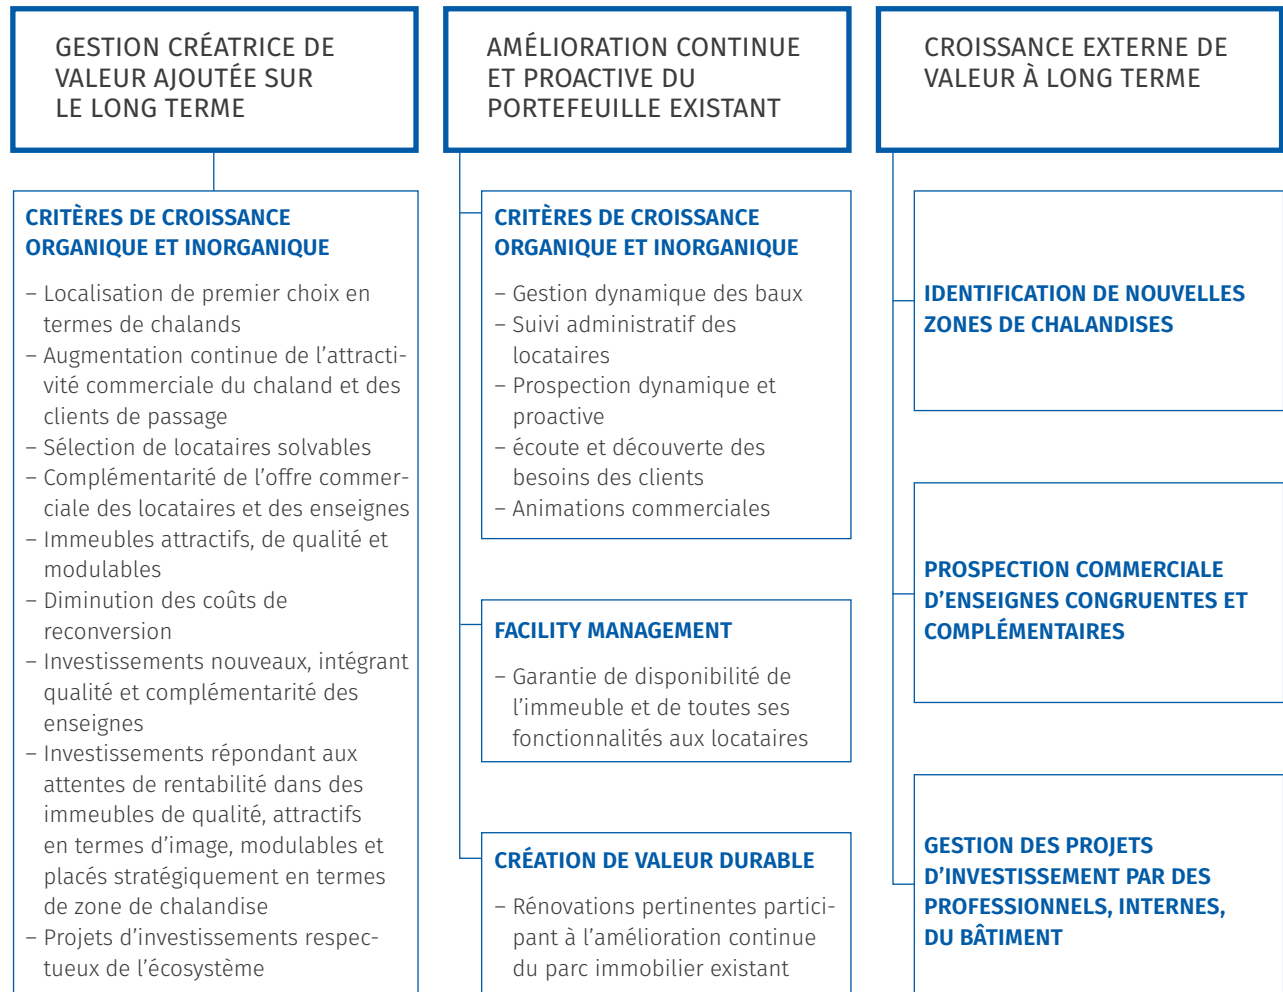 GESTION CRÉATRICE DE
VALEUR AJOUTÉE SUR
LE LONG TERME
CRITÈRES DE CROISSANCE
ORGANIQUE ET INORGANIQUE
– Localisation de premier choix en
termes de chalands
– Augmentation continue de l’attracti-
vité commerciale du chaland et des
clients de passage
– Sélection de locataires solvables
– Complémentarité de l’offre commer-
ciale des locataires et des enseignes
– Immeubles attractifs, de qualité et
modulables
– Diminution des coûts de
reconversion
– Investissements nouveaux, intégrant
qualité et complémentarité des
enseignes
– Investissements répondant aux
attentes de rentabilité dans des
immeubles de qualité, attractifs
en termes d’image, modulables et
placés stratégiquement en termes
de zone de chalandise
– Projets d’investissements respec-
tueux de l’écosystème
AMÉLIORATION CONTINUE
ET PROACTIVE DU
PORTEFEUILLE EXISTANT
CRITÈRES DE CROISSANCE
ORGANIQUE ET INORGANIQUE
– Gestion dynamique des baux
– Suivi administratif des
locataires
– Prospection dynamique et
proactive
– écoute et découverte des
besoins des clients
– Animations commerciales
FACILITY MANAGEMENT
– Garantie de disponibilité de
l’immeuble et de toutes ses
fonctionnalités aux locataires
CRÉATION DE VALEUR DURABLE
– Rénovations pertinentes partici-
pant à l’amélioration continue
du parc immobilier existant
CROISSANCE EXTERNE DE
VALEUR À LONG TERME
IDENTIFICATION DE NOUVELLES
ZONES DE CHALANDISES
PROSPECTION COMMERCIALE
D’ENSEIGNES CONGRUENTES ET
COMPLÉMENTAIRES
GESTION DES PROJETS
D’INVESTISSEMENT PAR DES
PROFESSIONNELS, INTERNES,
DU BÂTIMENT